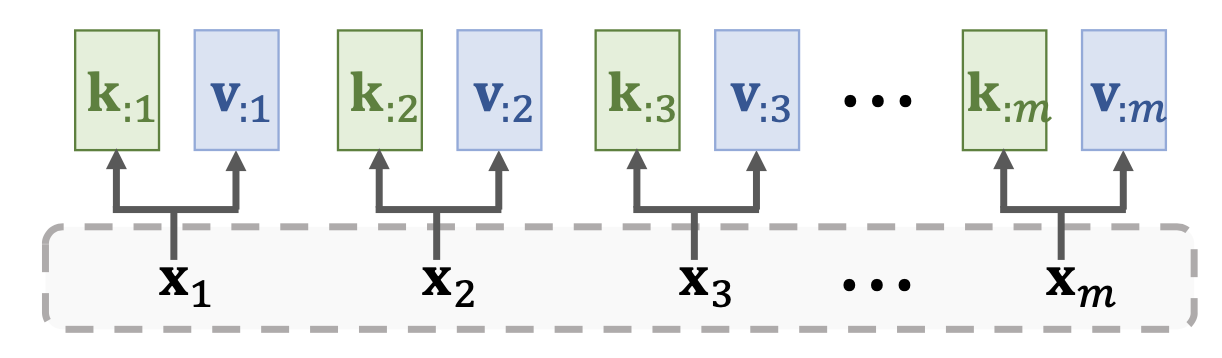 k:1 v:1 k:2 v:2 k:3 v:3 ... k:m v:m
x1 x2 x3 ... xm